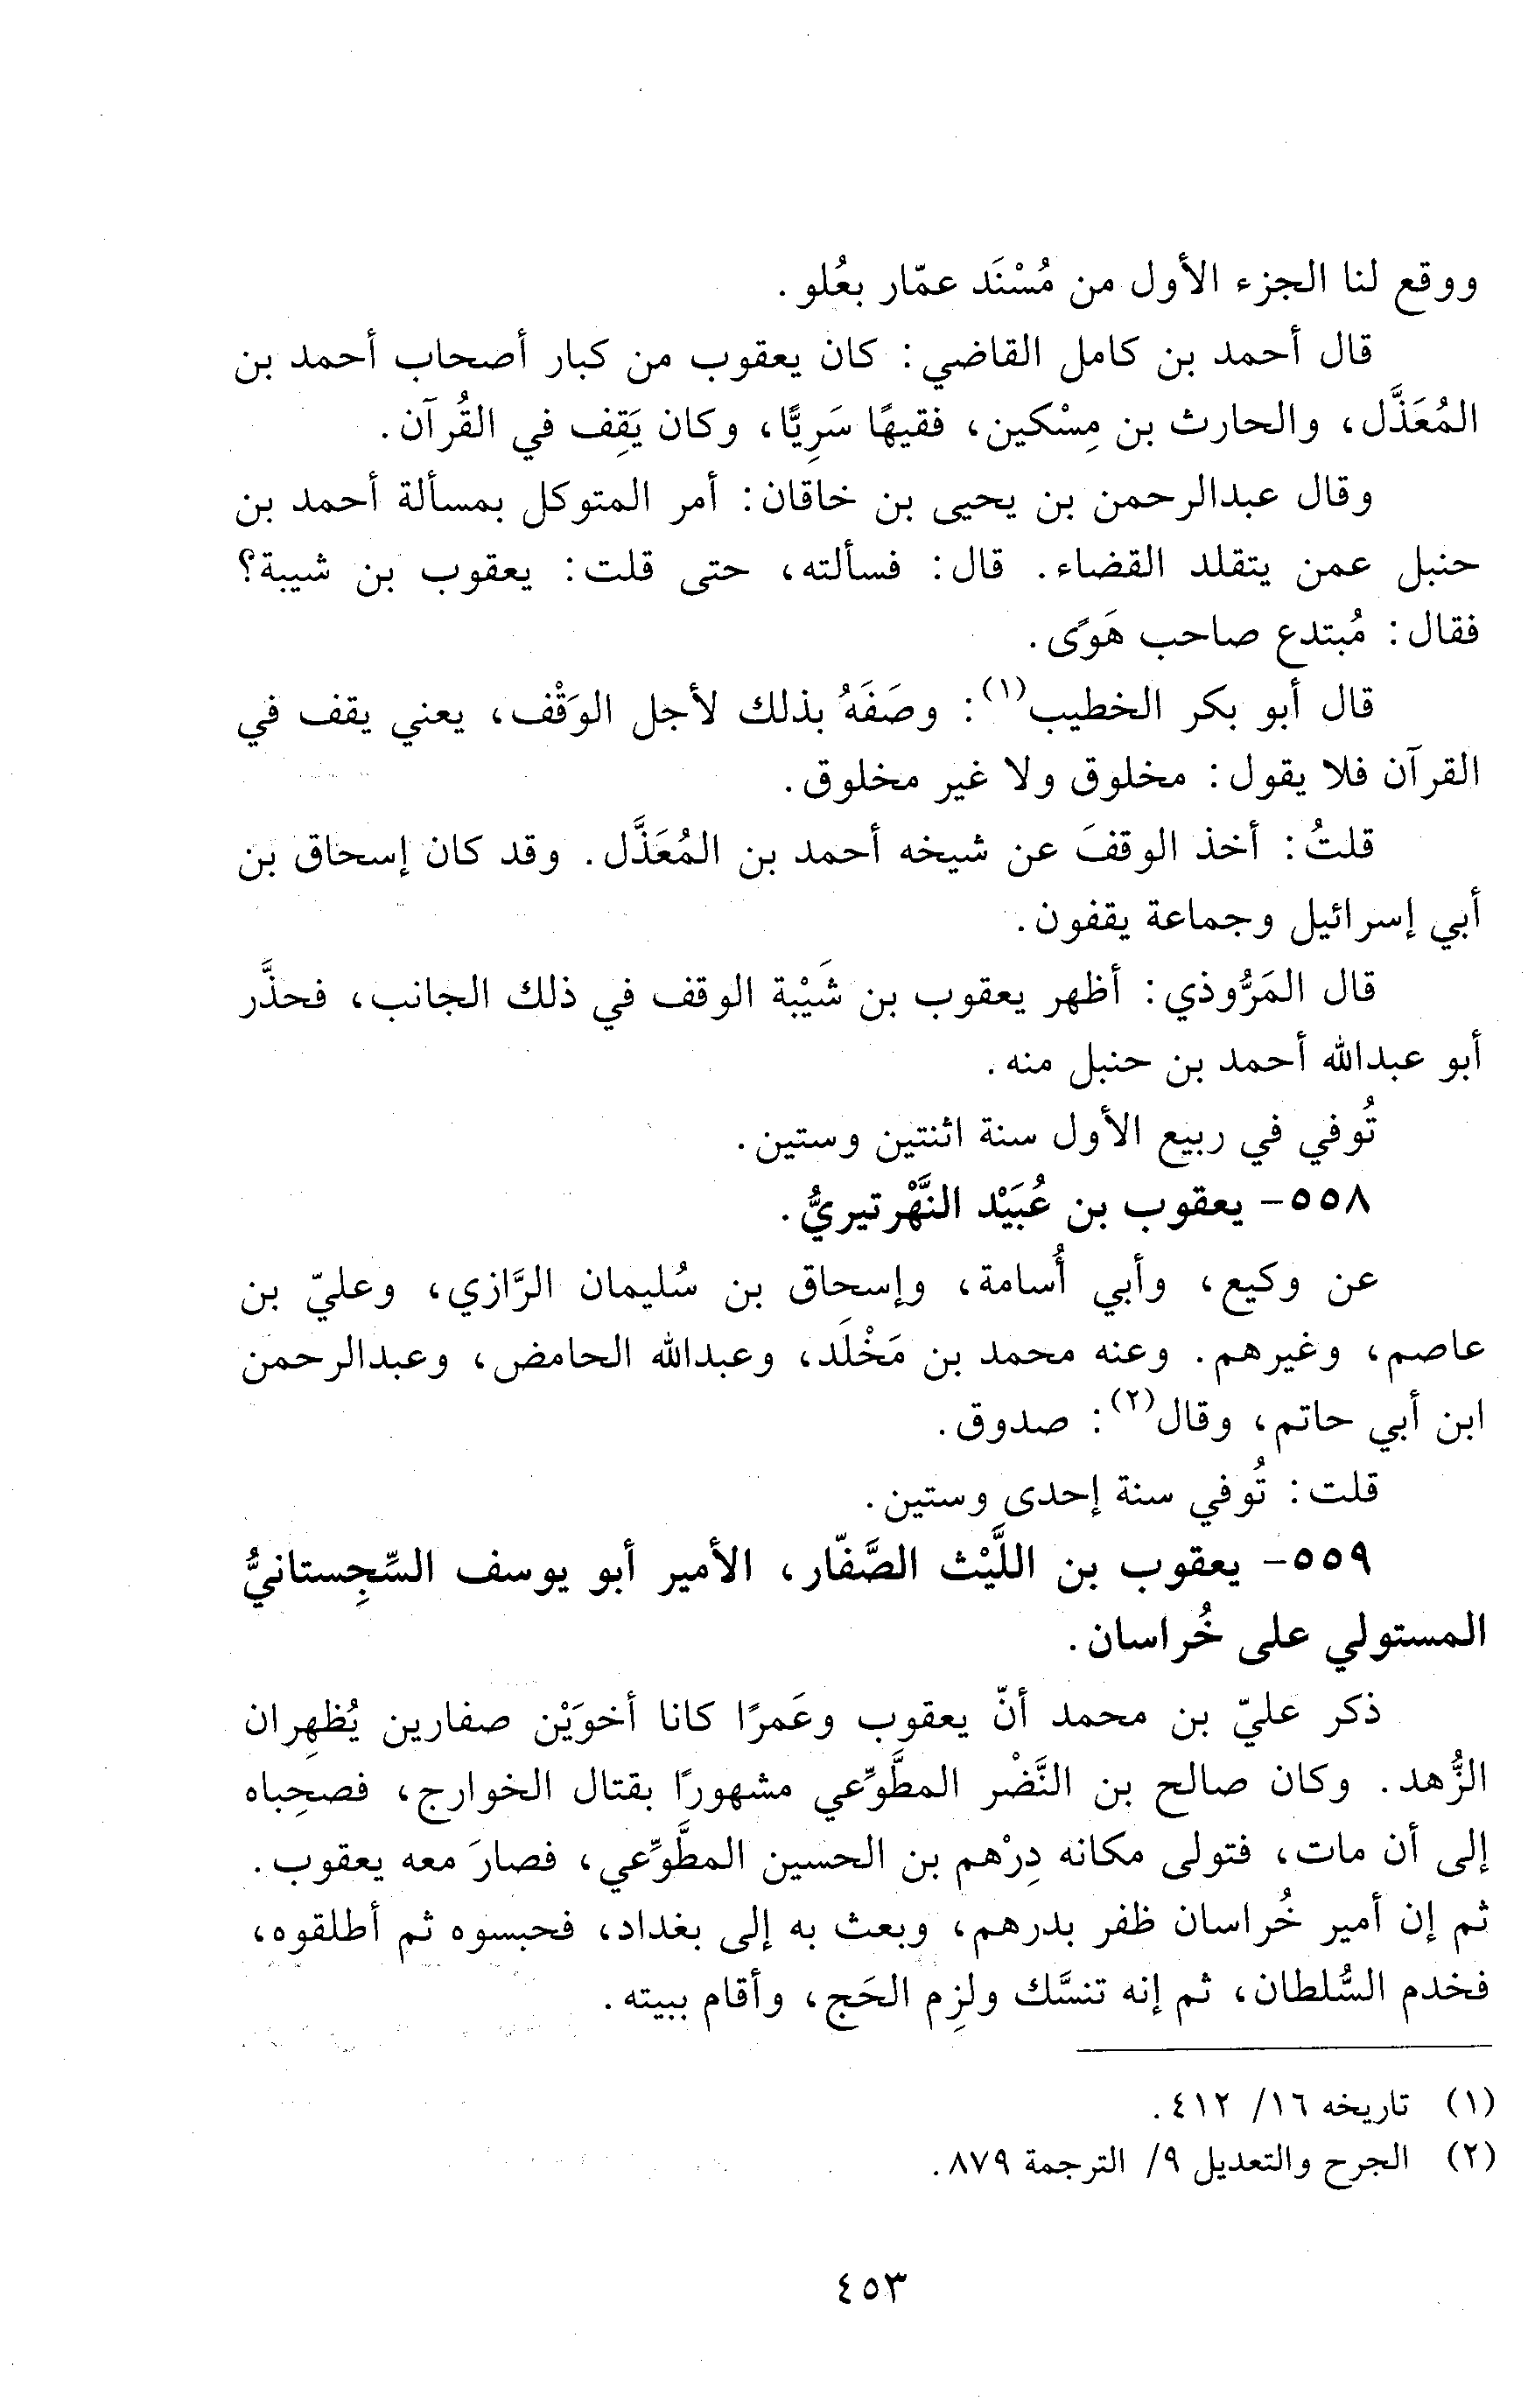 ووقع لنا الجزء الأول من مُسْنَد عمّار بعُلو.
قال أحمد بن كامل القاضي: كان يعقوب من كبار أصحاب أحمد بن
المُعَذَّل، والحارث بن مِسْكين، فقيهًا سَرِيًّا، وكان يَقِف في القُرآن.
وقال عبدالرحمن بن يحيى بن خاقان: أمر المتوكل بمسألة أحمد بن
حنبل عمن يتقلد القضاء. قال: فسألته، حتى قلت: يعقوب بن شيبة؟
فقال: مُبتدع صاحب هَوًى.
قال أبو بكر الخطيب(١): وصَفَهُ بذلك لأجل الوَقْف، يعني يقف في
القرآن فلا يقول: مخلوق ولا غير مخلوق.
قلتُ: أخذ الوقفَ عن شيخه أحمد بن المُعَذَّل. وقد كان إسحاق بن
أبي إسرائيل وجماعة يقفون.
قال المَرُّوذي: أظهر يعقوب بن شَيْبة الوقف في ذلك الجانب، فحذَّر
أبو عبدالله أحمد بن حنبل منه.
تُوفي في ربيع الأول سنة اثنتين وستين.
٥٥٨- يعقوب بن عُبَيْد النَّهْرتيريُّ.
عن وكيع، وأبي أُسامة، وإسحاق بن سُليمان الرَّازي، وعليّ بن
عاصم، وغيرهم. وعنه محمد بن مَخْلَد، وعبدالله الحامض، وعبدالرحمن
ابن أبي حاتم، وقال(٢): صدوق.
قلت: تُوفي سنة إحدى وستين.
٥٥٩- يعقوب بن اللَّيْث الصَّفّار، الأمير أبو يوسف السِّجِستانيُّ
المستولي على خُراسان.
ذكر عليّ بن محمد أنّ يعقوب وعَمرًا كانا أخوَيْن صفارين يُظهِران
الزُّهد. وكان صالح بن النَّضْر المطَّوِّعي مشهورًا بقتال الخوارج، فصحِباه
إلى أن مات، فتولى مكانه دِرْهم بن الحسين المطَّوِّعي، فصارَ معه يعقوب.
ثم إن أمير خُراسان ظفر بدرهم، وبعث به إلى بغداد، فحبسوه ثم أطلقوه،
فخدم السُّلطان، ثم إنه تنسَّك ولزِم الحَج، وأقام ببيته.
(١) تاريخه ١٦/ ٤١٢.
(٢) الجرح والتعديل ٩/ الترجمة ٨٧٩.
٤٥٣